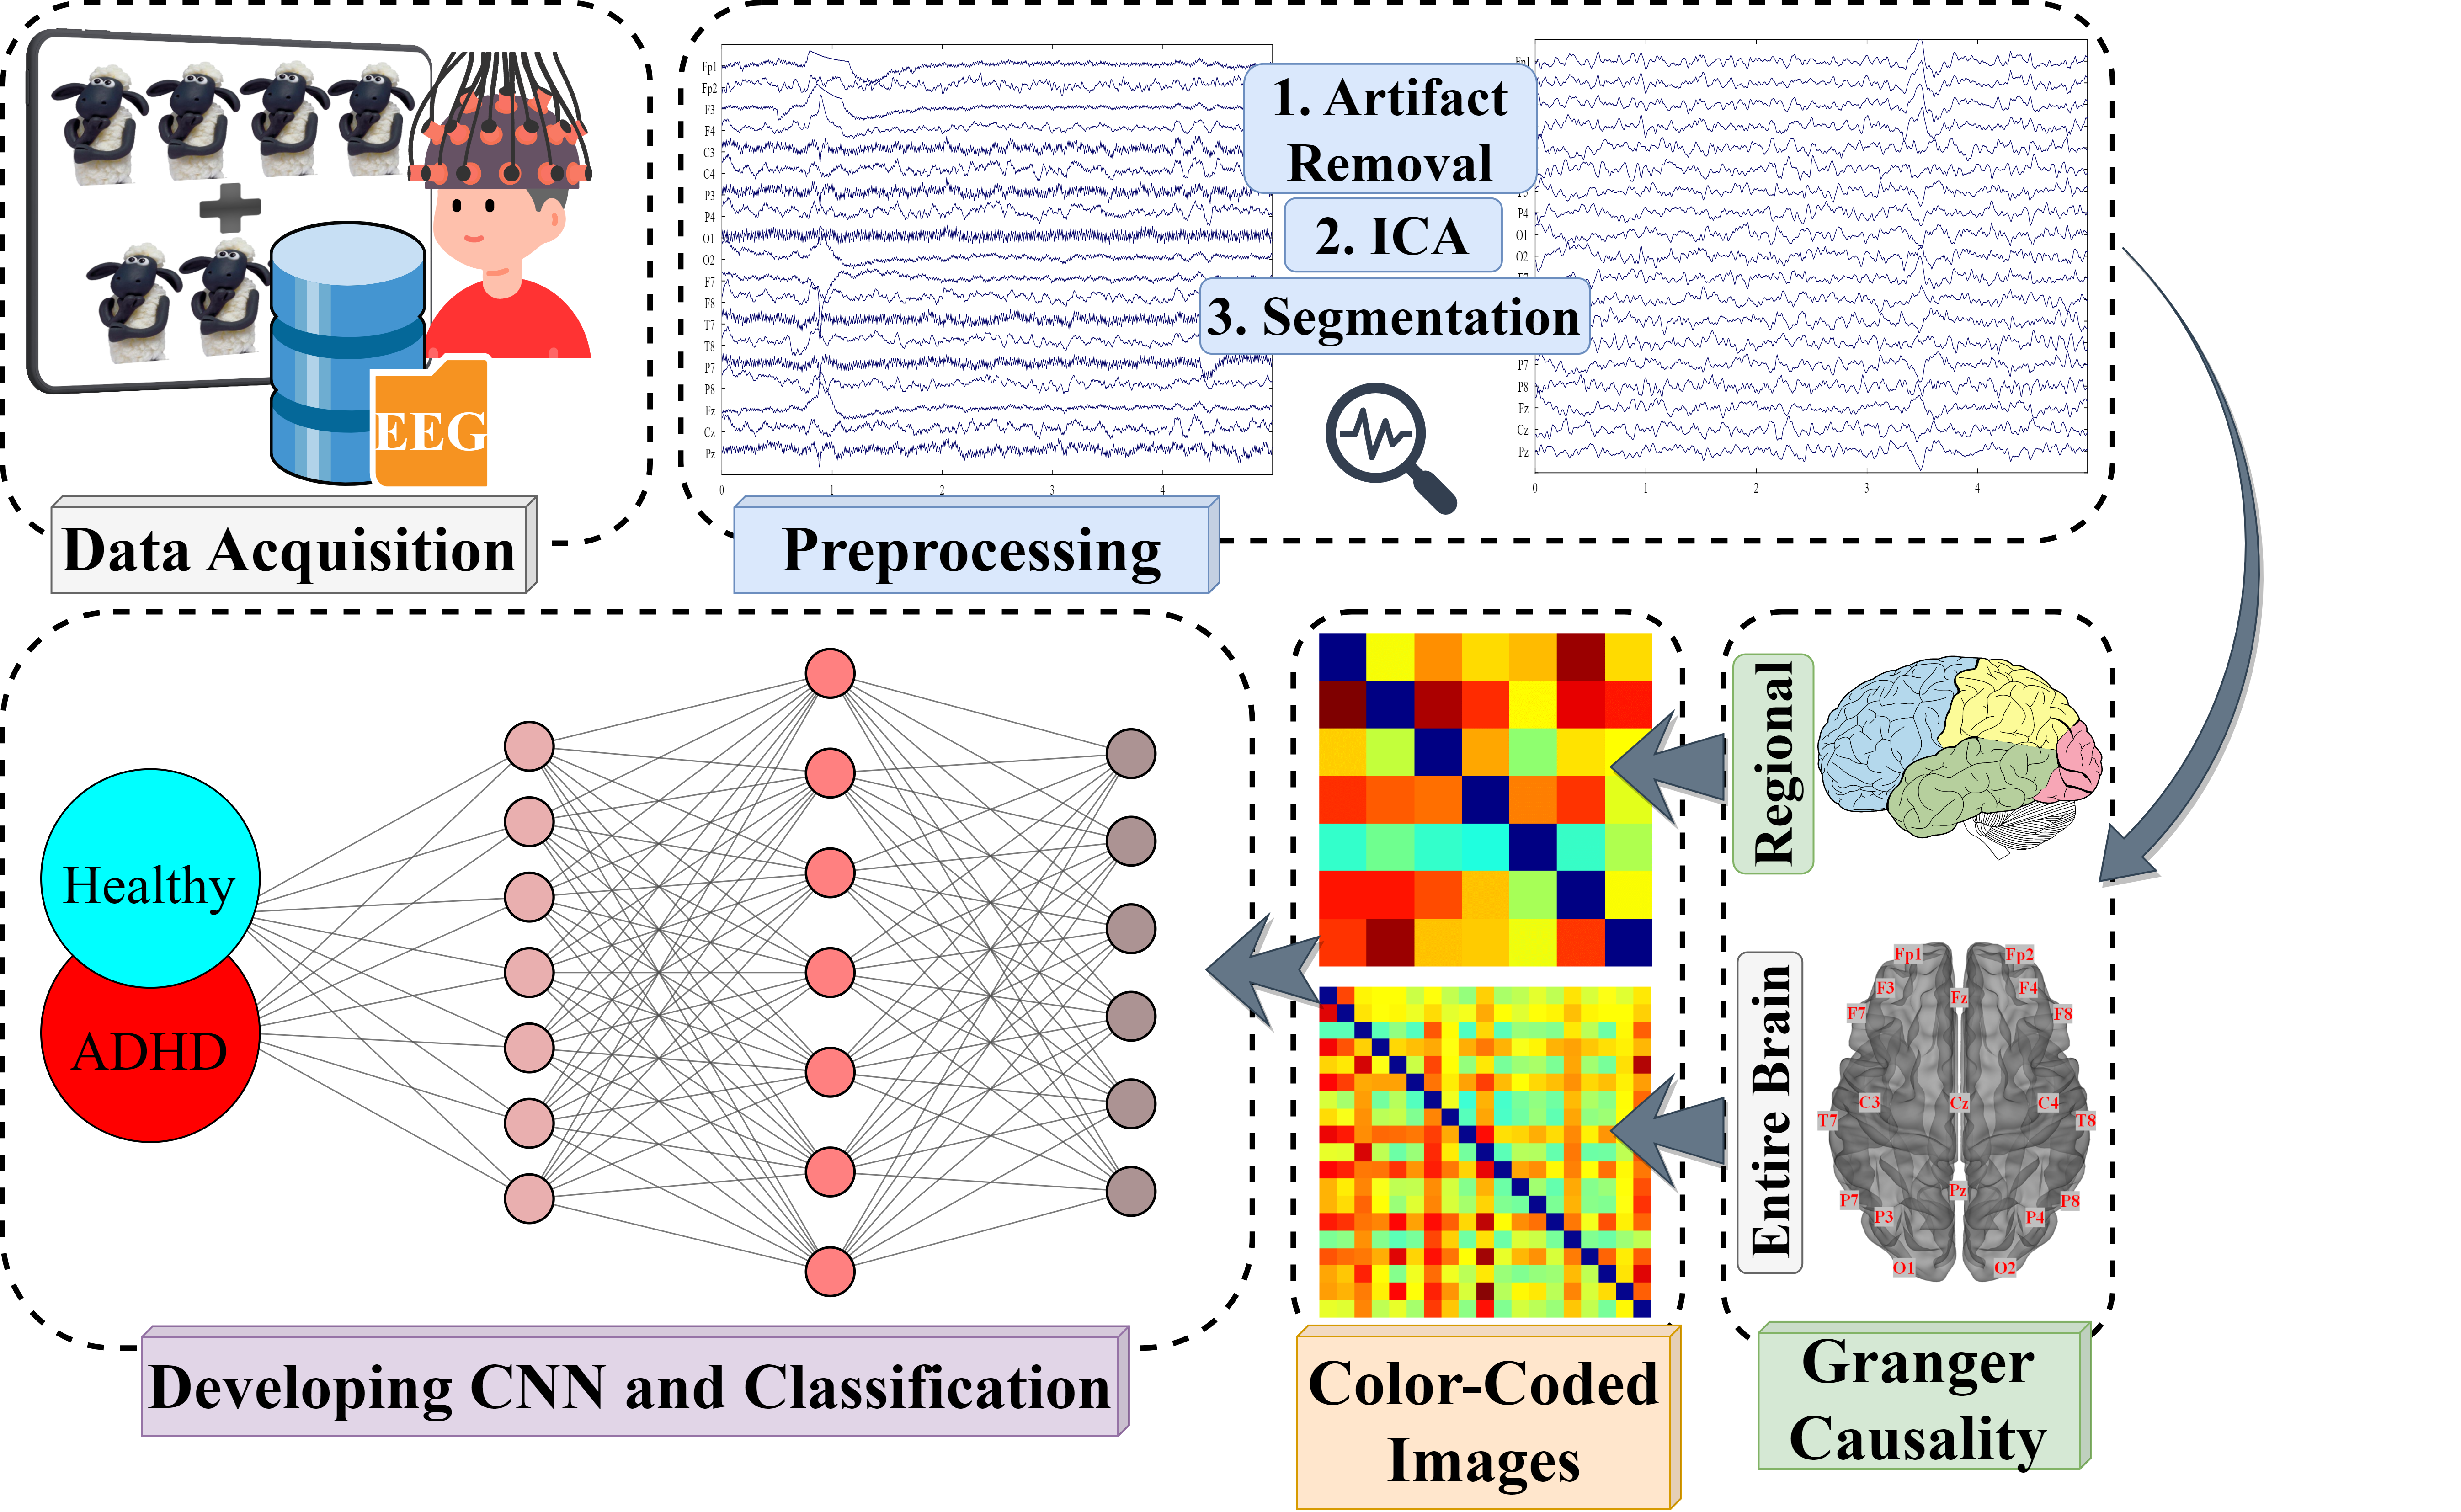 EEG
Data Acquisition
Fp1
Fp2
F3
F4
C3
C4
P3
P4
O1
O2
F7
F8
T7
T8
P7
P8
Fz
Cz
Pz
0 1 2 3 4
1. Artifact
Removal
2. ICA
3. Segmentation
P4
O1
O2
P7
P8
Fz
Cz
Pz
0 1 2 3 4
Preprocessing
Healthy
ADHD
Developing CNN and Classification
Color-Coded
Images
Regional
Entire Brain
Fp1 Fp2
F3 Fz F4
F7 F8
C3 Cz C4
T7 T8
P7 Pz P8
P3 P4
O1 O2
Granger
Causality